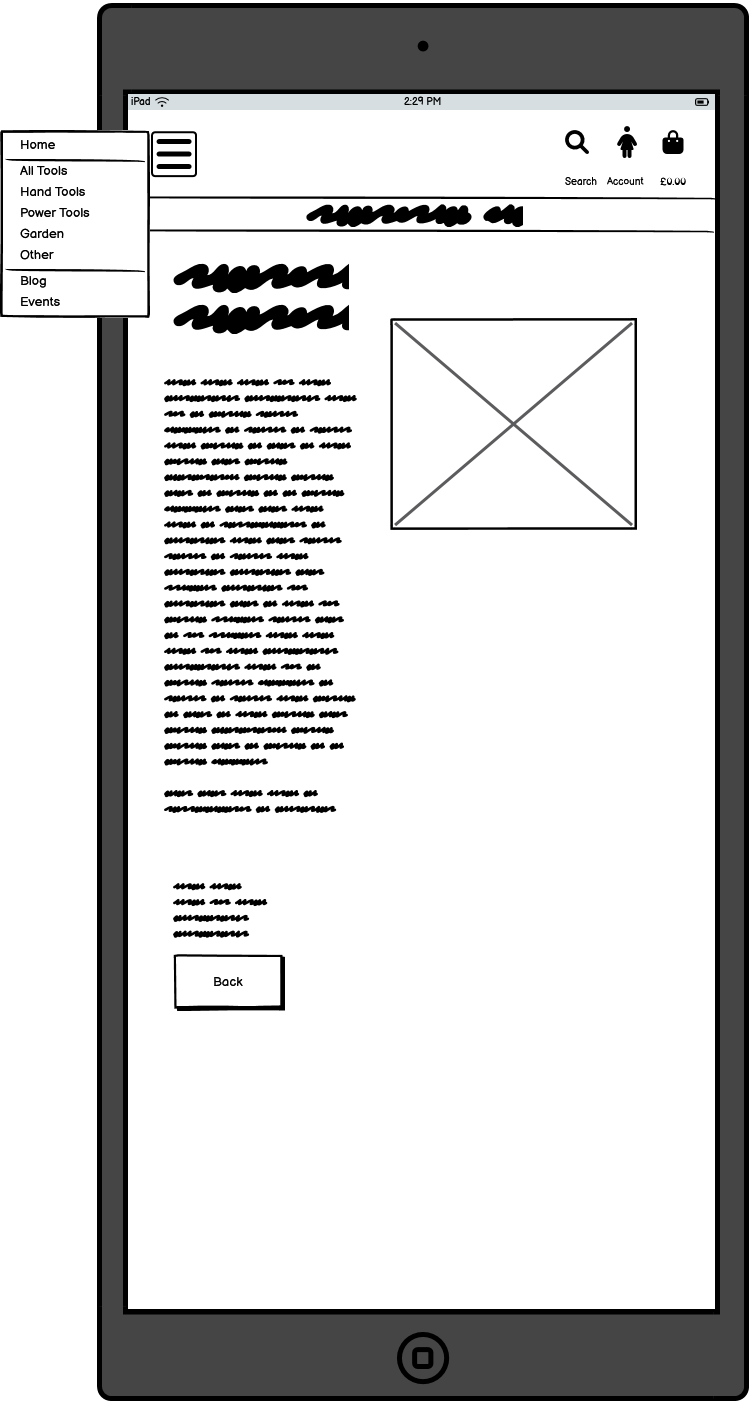 iPad
2:29 PM
Home
All Tools
Hand Tools
Power Tools
Garden
Other
Blog
Events
Search
Account
£0.00
Back